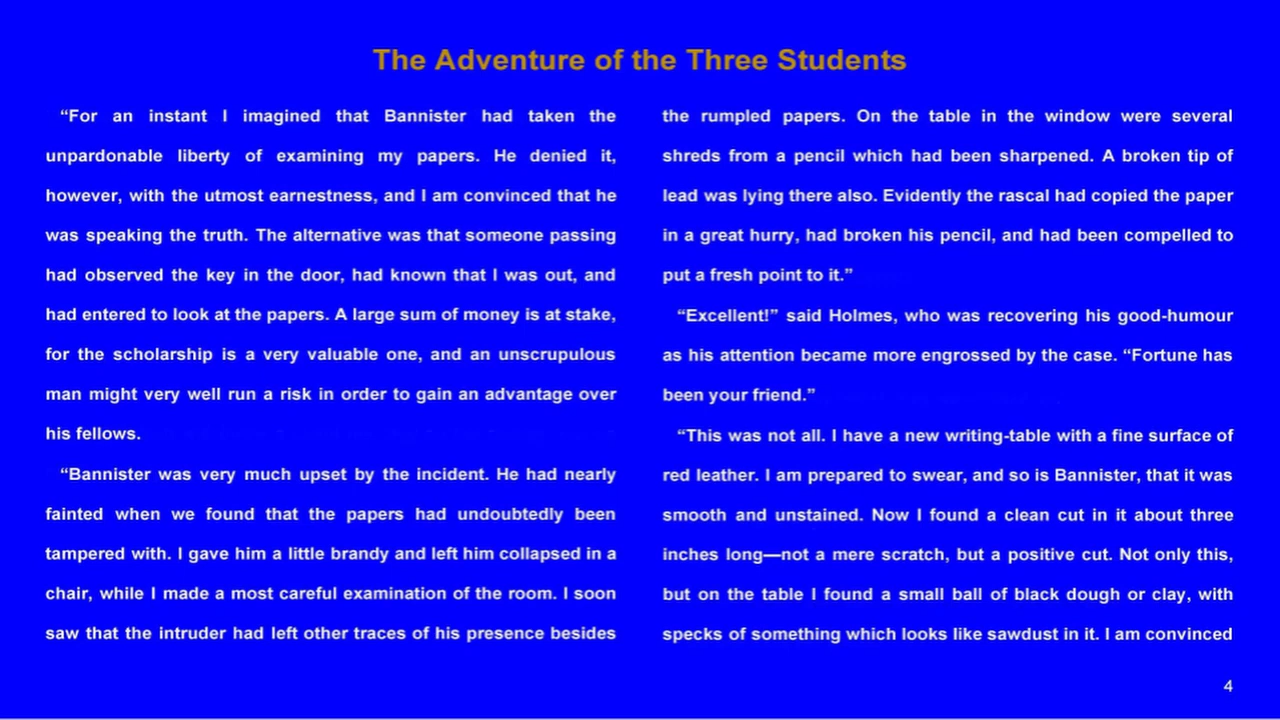 The Adventure of the Three Students
“For an instant I imagined that Bannister had taken the
unpardonable liberty of examining my papers. He denied it,
however, with the utmost earnestness, and I am convinced that he
was speaking the truth. The alternative was that someone passing
had observed the key in the door, had known that I was out, and
had entered to look at the papers. A large sum of money is at stake,
for the scholarship is a very valuable one, and an unscrupulous
man might very well run a risk in order to gain an advantage over
his fellows.
“Bannister was very much upset by the incident. He had nearly
fainted when we found that the papers had undoubtedly been
tampered with. I gave him a little brandy and left him collapsed in a
chair, while I made a most careful examination of the room. I soon
saw that the intruder had left other traces of his presence besides
the rumpled papers. On the table in the window were several
shreds from a pencil which had been sharpened. A broken tip of
lead was lying there also. Evidently the rascal had copied the paper
in a great hurry, had broken his pencil, and had been compelled to
put a fresh point to it.”
“Excellent!” said Holmes, who was recovering his good-humour
as his attention became more engrossed by the case. “Fortune has
been your friend.”
“This was not all. I have a new writing-table with a fine surface of
red leather. I am prepared to swear, and so is Bannister, that it was
smooth and unstained. Now I found a clean cut in it about three
inches long—not a mere scratch, but a positive cut. Not only this,
but on the table I found a small ball of black dough or clay, with
specks of something which looks like sawdust in it. I am convinced
4